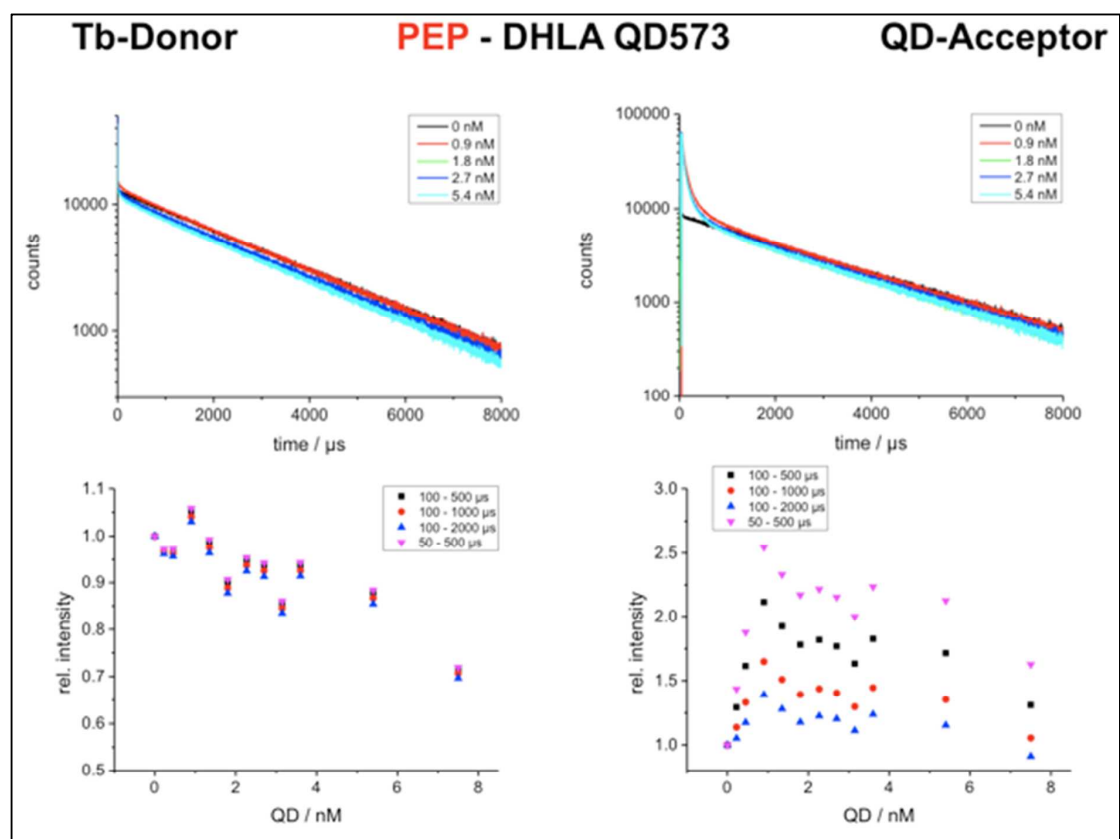 Tb-Donor PEP - DHLA QD573 QD-Acceptor
0 nM
0.9 nM
1.8 nM
2.7 nM
5.4 nM
10000
1000
counts
0 2000 4000 6000 8000
time / µs
0 nM
0.9 nM
1.8 nM
2.7 nM
5.4 nM
100000
10000
1000
100
counts
0 2000 4000 6000 8000
time / µs
100 - 500 µs
100 - 1000 µs
100 - 2000 µs
50 - 500 µs
1.1
1.0
0.9
0.8
0.7
0.6
0.5
rel. intensity
0 2 4 6 8
QD / nM
100 - 500 µs
100 - 1000 µs
100 - 2000 µs
50 - 500 µs
3.0
2.5
2.0
1.5
1.0
rel. intensity
0 2 4 6 8
QD / nM